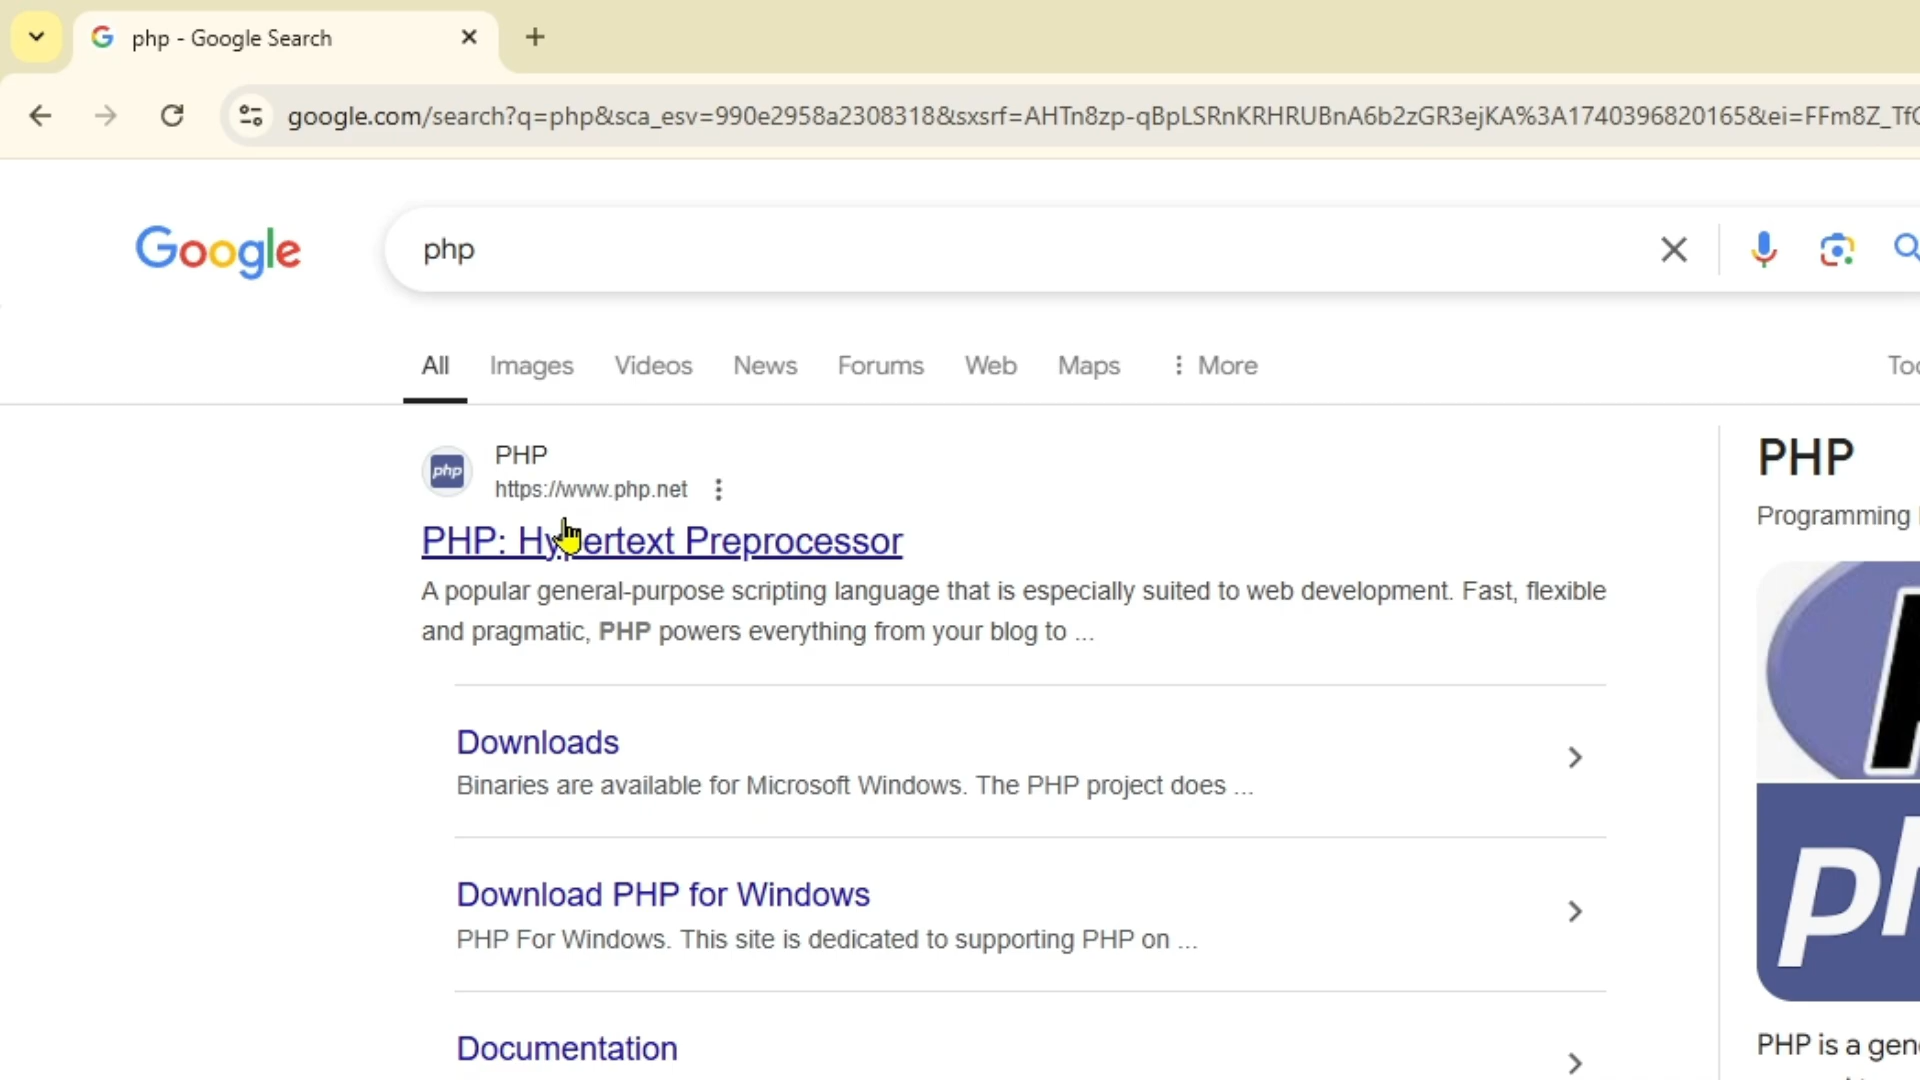 php - Google Search
google.com/search?q=php&sca_esv=990e2958a2308318&sxsrf=AHTn8zp-qBpLSRnKRHRUBnA6b2zGR3ejKA%3A1740396820165&ei=FFm8Z_Tf
Google
php
All Images Videos News Forums Web Maps More
php
PHP
https://www.php.net
PHP: Hypertext Preprocessor
A popular general-purpose scripting language that is especially suited to web development. Fast, flexible
and pragmatic, PHP powers everything from your blog to ...
Downloads
Binaries are available for Microsoft Windows. The PHP project does ...
Download PHP for Windows
PHP For Windows. This site is dedicated to supporting PHP on ...
Documentation
PHP
Programming
PHP is a gen